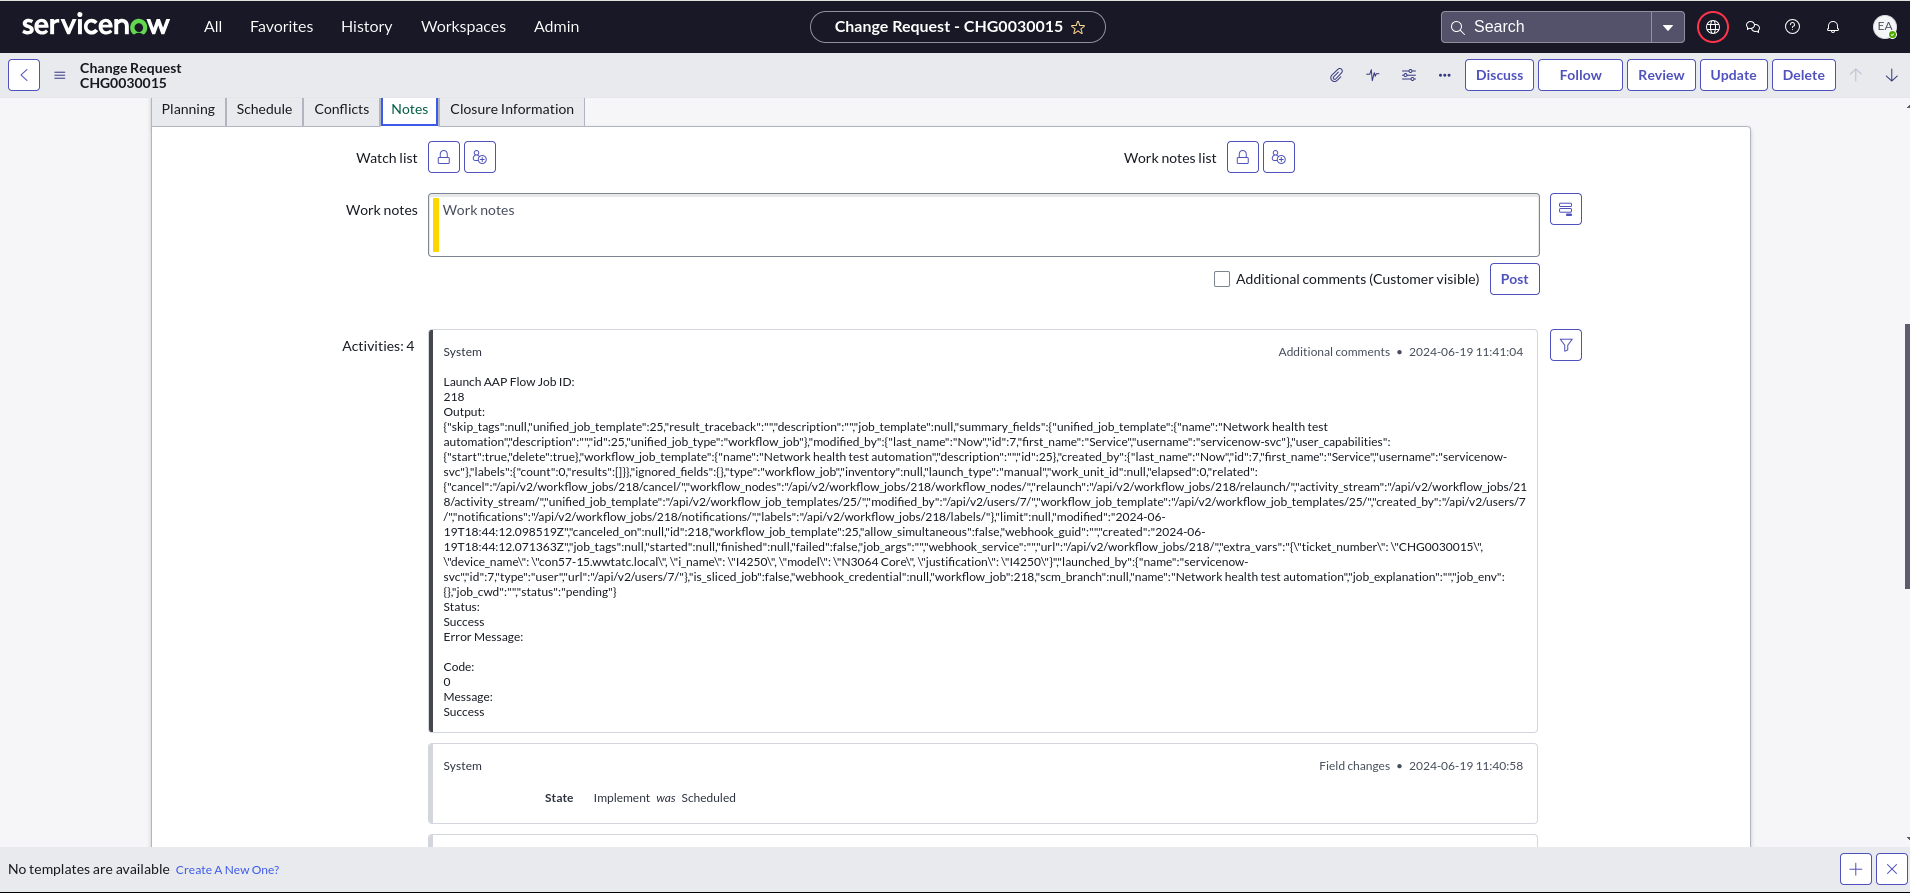 servicenow All Favorites History Workspaces Admin Change Request - CHG0030015 Search EA
Change Request
CHG0030015
Discuss Follow Review Update Delete
Planning Schedule Conflicts Notes Closure Information
Watch list Work notes list
Work notes Work notes
Additional comments (Customer visible) Post
Activities: 4
System Additional comments • 2024-06-19 11:41:04
Launch AAP Flow Job ID:
218
Output:
{"skip_tags":null,"unified_job_template":25,"result_traceback":"","description":"","job_template":null,"summary_fields":{"unified_job_template":{"name":"Network health test
automation","description":"","id":25,"unified_job_type":"workflow_job"},"modified_by":{"last_name":"Now","id":7,"first_name":"Service","username":"servicenow-svc"},"user_capabilities":
{"start":true,"delete":true},"workflow_job_template":{"name":"Network health test automation","description":"","id":25},"created_by":{"last_name":"Now","id":7,"first_name":"Service","username":"servicenow-
svc"},"labels":{"count":0,"results":[]}},"ignored_fields":{},"type":"workflow_job","inventory":null,"launch_type":"manual","work_unit_id":null,"elapsed":0,"related":
{"cancel":"/api/v2/workflow_jobs/218/cancel/","workflow_nodes":"/api/v2/workflow_jobs/218/workflow_nodes/","relaunch":"/api/v2/workflow_jobs/218/relaunch/","activity_stream":"/api/v2/workflow_jobs/21
8/activity_stream/","unified_job_template":"/api/v2/workflow_job_templates/25/","modified_by":"/api/v2/users/7/","workflow_job_template":"/api/v2/workflow_job_templates/25/","created_by":"/api/v2/users/7
/","notifications":"/api/v2/workflow_jobs/218/notifications/","labels":"/api/v2/workflow_jobs/218/labels/"},"limit":null,"modified":"2024-06-
19T18:44:12.098519Z","canceled_on":null,"id":218,"workflow_job_template":25,"allow_simultaneous":false,"webhook_guid":"","created":"2024-06-
19T18:44:12.071363Z","job_tags":null,"started":null,"finished":null,"failed":false,"job_args":"","webhook_service":"","url":"/api/v2/workflow_jobs/218/","extra_vars":"{\"ticket_number\": \"CHG0030015\",
\"device_name\": \"con57-15.wwtatc.local\", \"i_name\": \"I4250\", \"model\": \"N3064 Core\", \"justification\": \"I4250\"}","launched_by":{"name":"servicenow-
svc","id":7,"type":"user","url":"/api/v2/users/7/"},"is_sliced_job":false,"webhook_credential":null,"workflow_job":218,"scm_branch":null,"name":"Network health test automation","job_explanation":"","job_env":
{},"job_cwd":"","status":"pending"}
Status:
Success
Error Message:
Code:
0
Message:
Success
System Field changes • 2024-06-19 11:40:58
State Implement was Scheduled
No templates are available Create A New One?